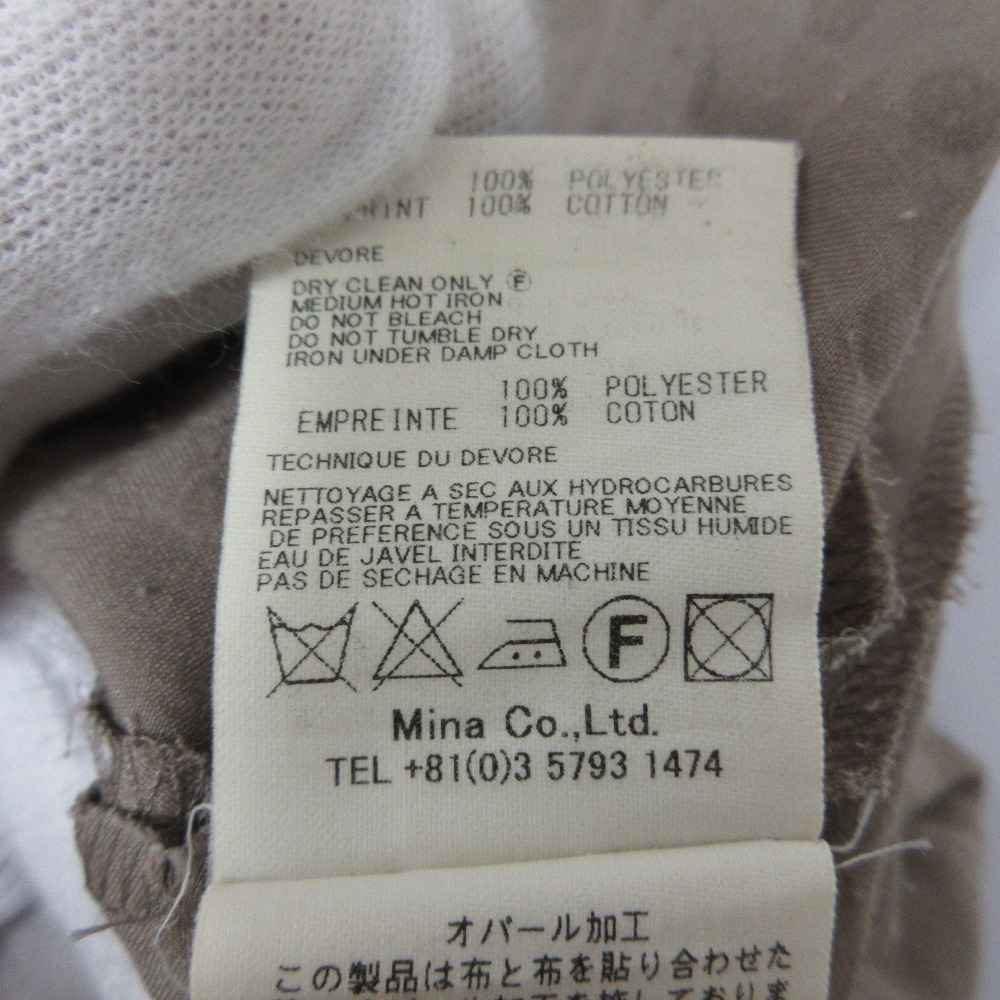 100% POLYESTER
100% COTTON
DEVORE
DRY CLEAN ONLY Ⓕ
MEDIUM HOT IRON
DO NOT BLEACH
DO NOT TUMBLE DRY
IRON UNDER DAMP CLOTH
100% POLYESTER
EMPREINTE 100% COTON
TECHNIQUE DU DEVORE
NETTOYAGE A SEC AUX HYDROCARBURES
REPASSER A TEMPERATURE MOYENNE
DE PREFERENCE SOUS UN TISSU HUMIDE
EAU DE JAVEL INTERDITE
PAS DE SECHAGE EN MACHINE
F
Mina Co.,Ltd.
TEL +81(0)3 5793 1474
オパール加工
この製品は布と布を貼り合わせた